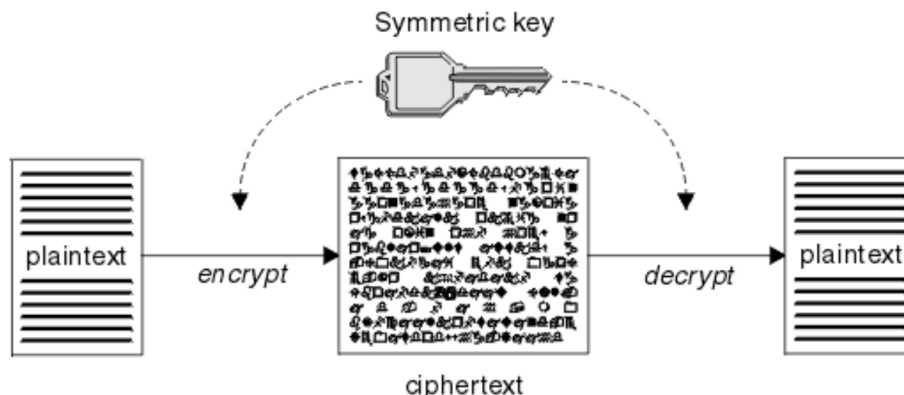 Symmetric key
plaintext
encrypt
decrypt
plaintext
ciphertext